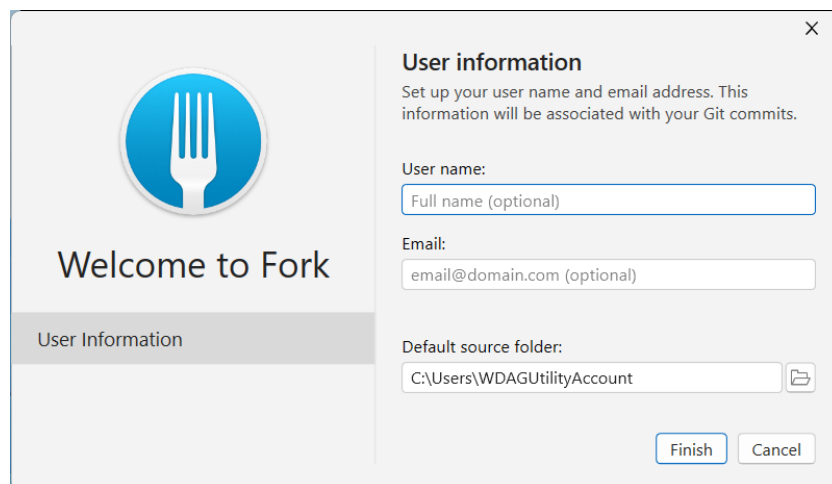 Welcome to Fork
User Information
User information
Set up your user name and email address. This
information will be associated with your Git commits.
User name:
Full name (optional)
Email:
email@domain.com (optional)
Default source folder:
C:\Users\WDAGUtilityAccount
Finish
Cancel